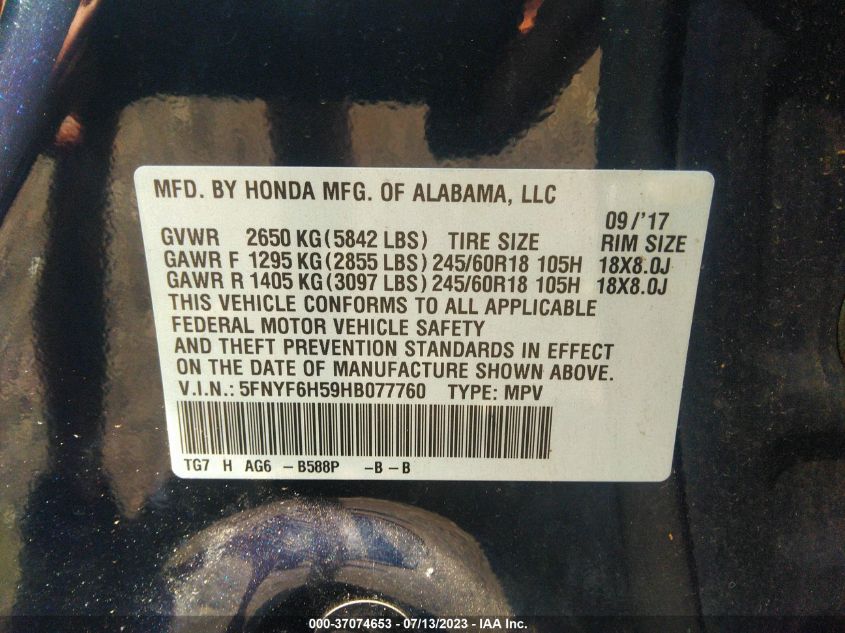 MFD. BY HONDA MFG. OF ALABAMA, LLC
09/'17
GVWR 2650 KG(5842 LBS) TIRE SIZE RIM SIZE
GAWR F 1295 KG(2855 LBS)245/60R18 105H 18X8.0J
GAWR R 1405 KG(3097 LBS)245/60R18 105H 18X8.0J
THIS VEHICLE CONFORMS TO ALL APPLICABLE
FEDERAL MOTOR VEHICLE SAFETY
AND THEFT PREVENTION STANDARDS IN EFFECT
ON THE DATE OF MANUFACTURE SHOWN ABOVE.
V.I.N.: 5FNYF6H59HB077760 TYPE: MPV
TG7 H AG6 -B588P -B-B
000-37074653 - 07/13/2023 - IAA Inc.